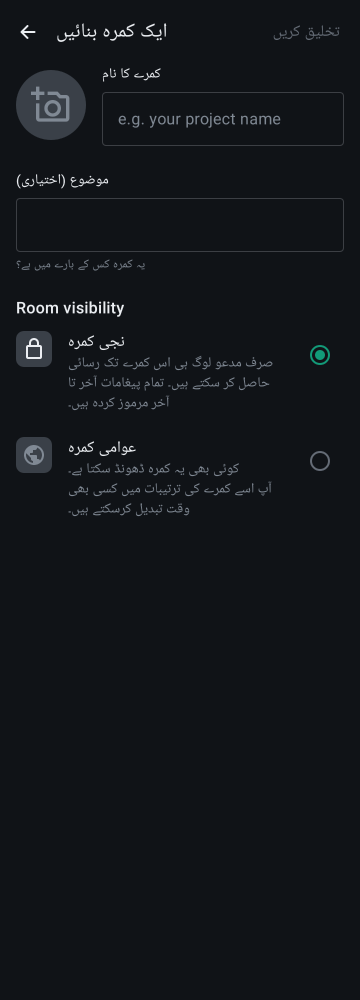 ایک کمرہ بنائیں
تخلیق کریں
کمرے کا نام
e.g. your project name
موضوع (اختیاری)
یہ کمرہ کس کے بارے میں ہے؟
Room visibility
نجی کمرہ
صرف مدعو لوگ ہی اس کمرے تک رسائی
حاصل کر سکتے ہیں۔ تمام پیغامات آخر تا
آخر مرموز کردہ ہیں۔
عوامی کمرہ
کوئی بھی یہ کمرہ ڈھونڈ سکتا ہے۔
آپ اسے کمرے کی ترتیبات میں کسی بھی
وقت تبدیل کرسکتے ہیں۔